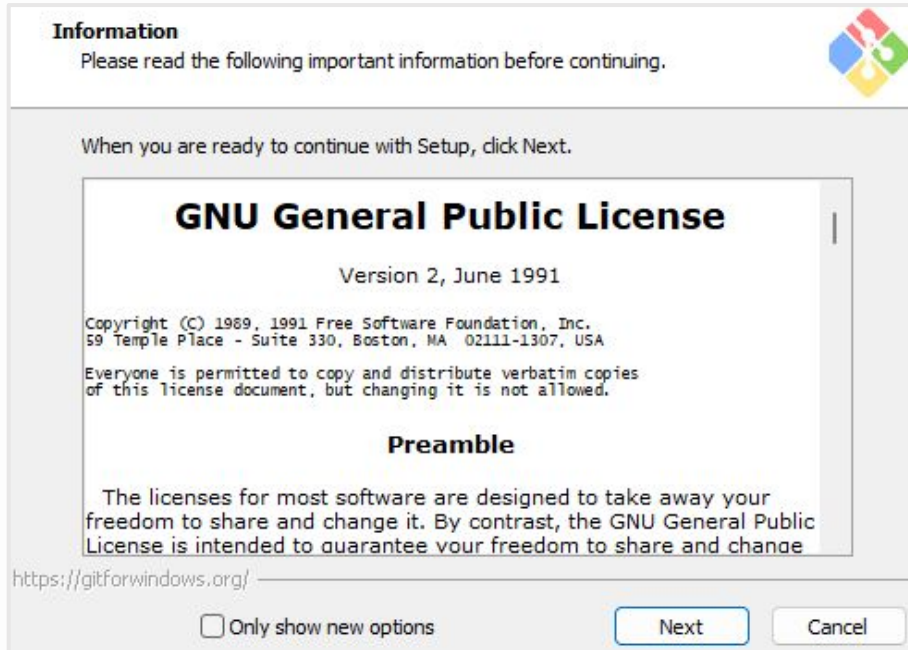 Information
Please read the following important information before continuing.
When you are ready to continue with Setup, click Next.
GNU General Public License
Version 2, June 1991
Copyright (C) 1989, 1991 Free Software Foundation, Inc.
59 Temple Place - Suite 330, Boston, MA 02111-1307, USA
Everyone is permitted to copy and distribute verbatim copies
of this license document, but changing it is not allowed.
Preamble
The licenses for most software are designed to take away your
freedom to share and change it. By contrast, the GNU General Public
License is intended to guarantee your freedom to share and change
https://gitforwindows.org/
Only show new options
Next
Cancel